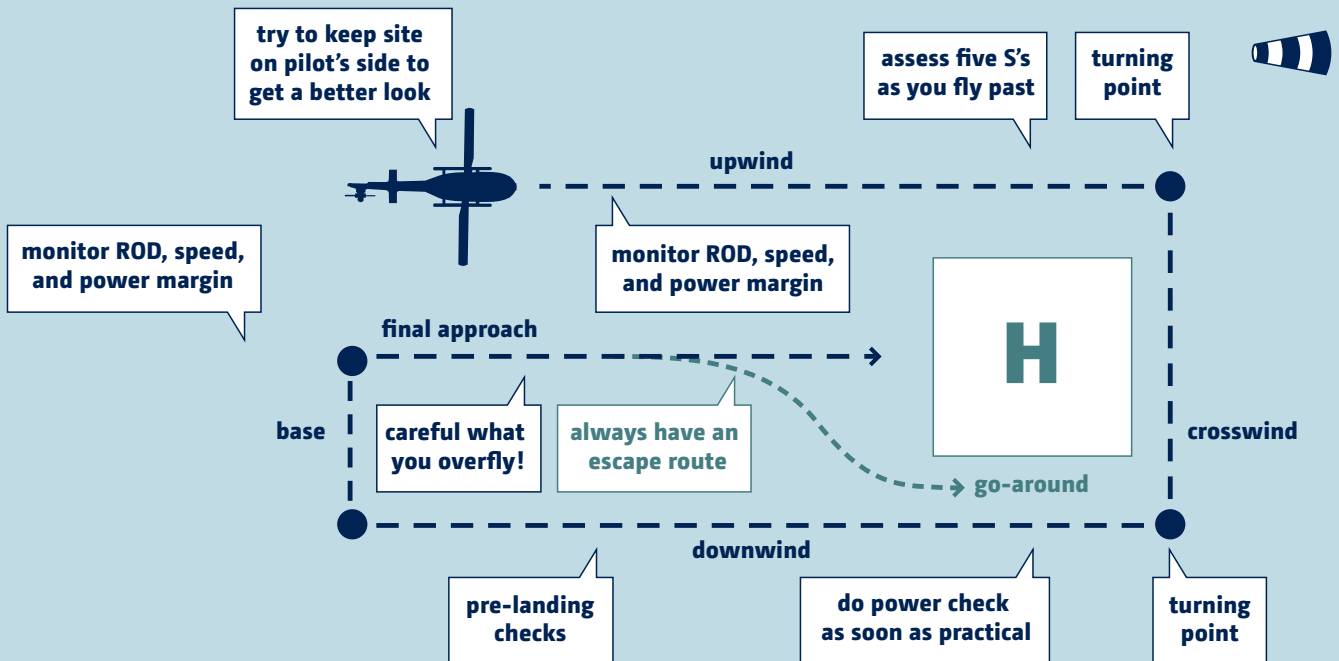 try to keep site
on pilot’s side to
get a better look
assess five S’s
as you fly past
turning
point
upwind
monitor ROD, speed,
and power margin
monitor ROD, speed,
and power margin
final approach
H
base
careful what
you overfly!
always have an
escape route
crosswind
go-around
downwind
pre-landing
checks
do power check
as soon as practical
turning
point